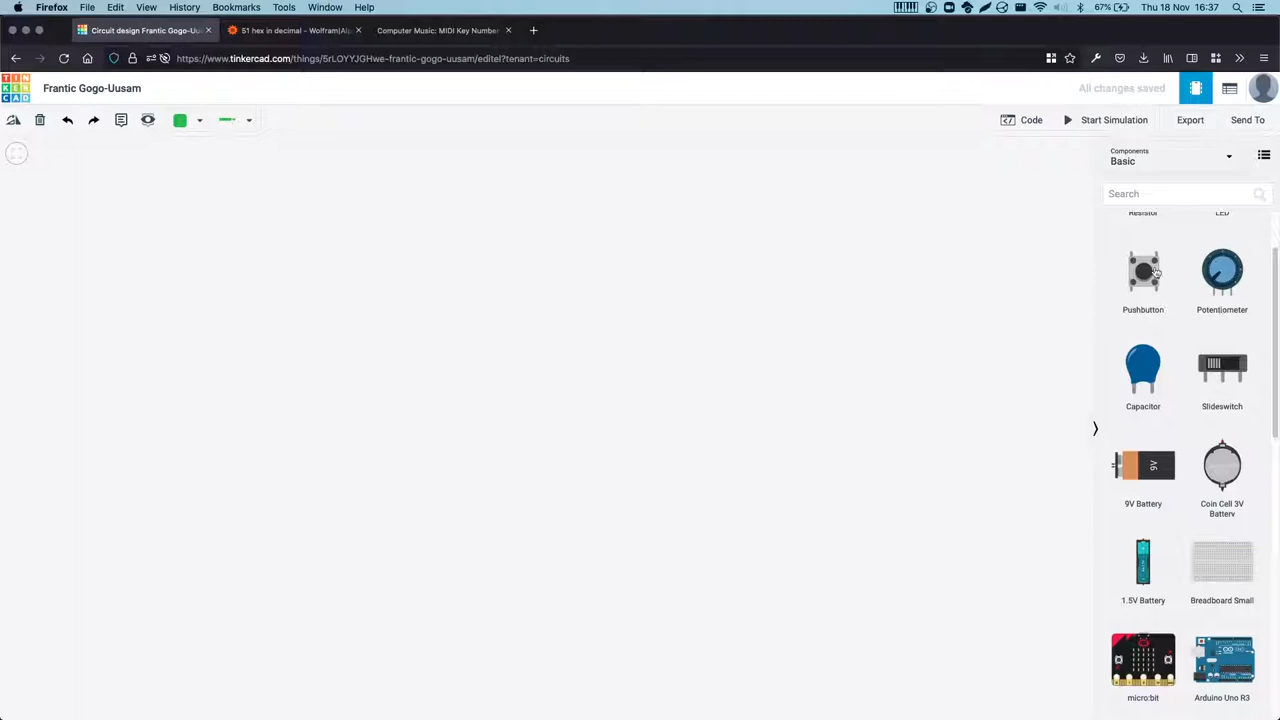 Firefox File Edit View History Bookmarks Tools Window Help 67% Thu 18 Nov 16:37
Circuit design Frantic Gogo-Uu 51 hex in decimal - Wolfram|Al Computer Music: MIDI Key Number
https://www.tinkercad.com/things/5rLOYYJGHwe-frantic-gogo-uusam/editel?tenant=circuits
TIN
KER
CAD
Frantic Gogo-Uusam All changes saved
Code Start Simulation Export Send To
Components
Basic
Search
Resistor LED
Pushbutton Potentiometer
Capacitor Slideswitch
9V
9V Battery Coin Cell 3V
Battery
1.5V Battery Breadboard Small
micro:bit Arduino Uno R3